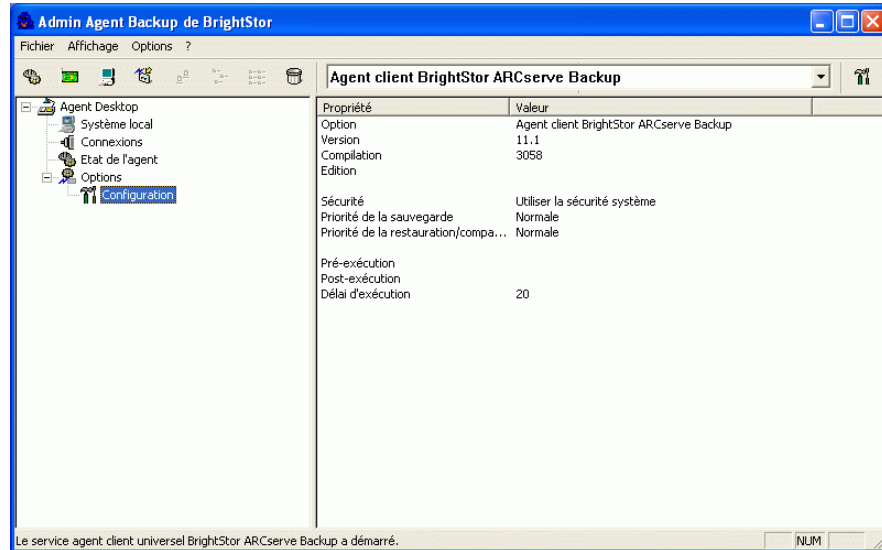 Admin Agent Backup de BrightStor
Fichier Affichage Options ?
Agent client BrightStor ARCserve Backup
Agent Desktop
Système local
Connexions
Etat de l'agent
Options
Configuration
Propriété Valeur
Option Agent client BrightStor ARCserve Backup
Version 11.1
Compilation 3058
Edition
Sécurité Utiliser la sécurité système
Priorité de la sauvegarde Normale
Priorité de la restauration/compa... Normale
Pré-exécution
Post-exécution
Délai d'exécution 20
Le service agent client universel BrightStor ARCserve Backup a démarré. NUM